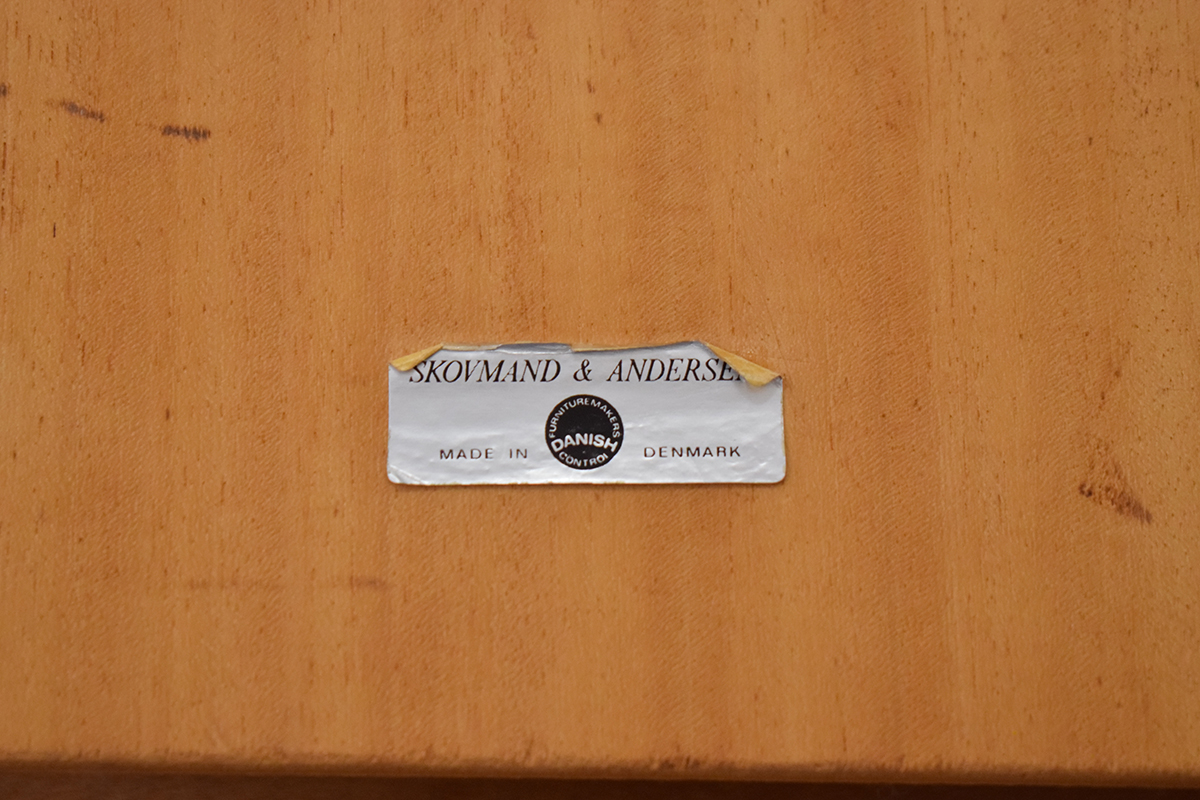 SKOVMAND & ANDERSEN
FURNITUREMAKERS
DANISH
CONTROL
MADE IN DENMARK